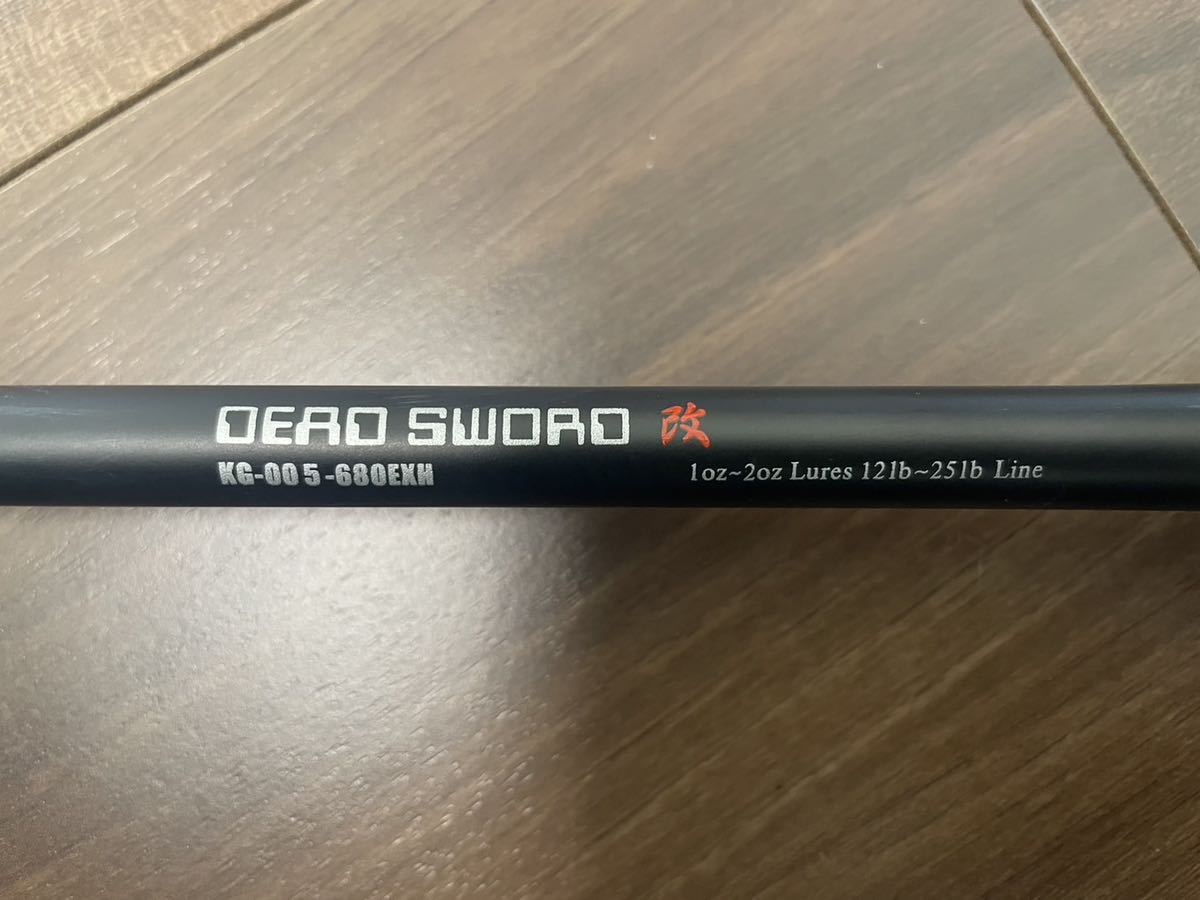 DEAD SWORD 改
KG-005-680EXH
1oz~2oz Lures 12lb~25lb Line